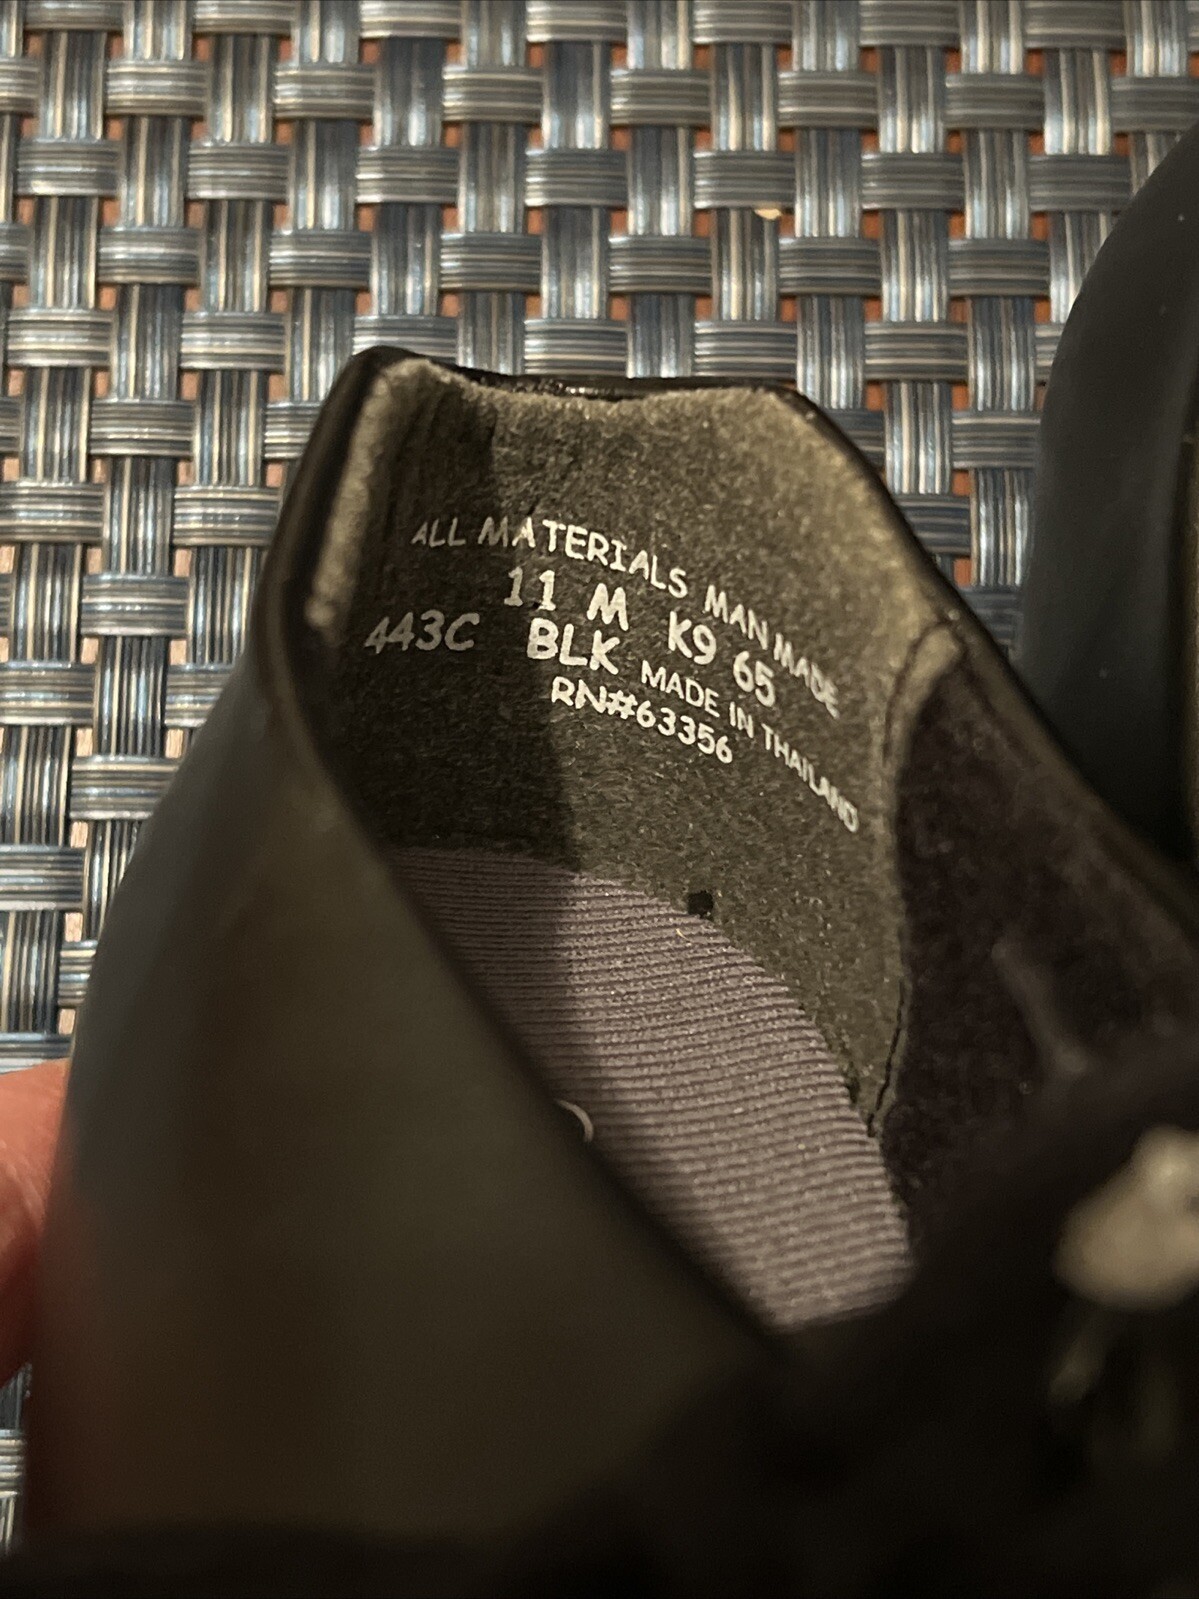 ALL MATERIALS MAN MADE
11 M K9 65
443C BLK MADE IN THAILAND
RN#63356